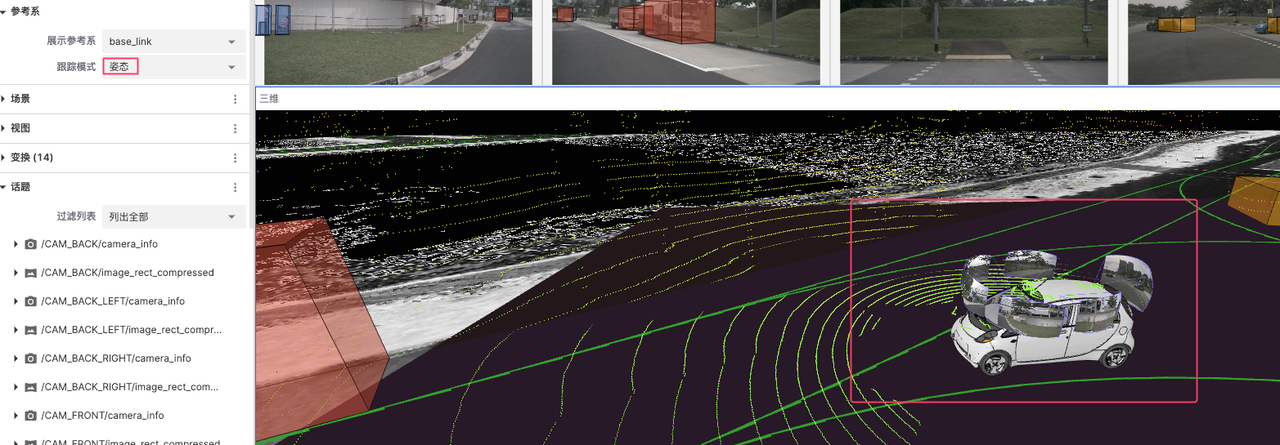 参考系
展示参考系 base_link
跟踪模式 姿态
场景
视图
变换 (14)
话题
过滤列表 列出全部
/CAM_BACK/camera_info
/CAM_BACK/image_rect_compressed
/CAM_BACK_LEFT/camera_info
/CAM_BACK_LEFT/image_rect_compr...
/CAM_BACK_RIGHT/camera_info
/CAM_BACK_RIGHT/image_rect_com...
/CAM_FRONT/camera_info
/CAM_FRONT/image_rect_compressed
三维